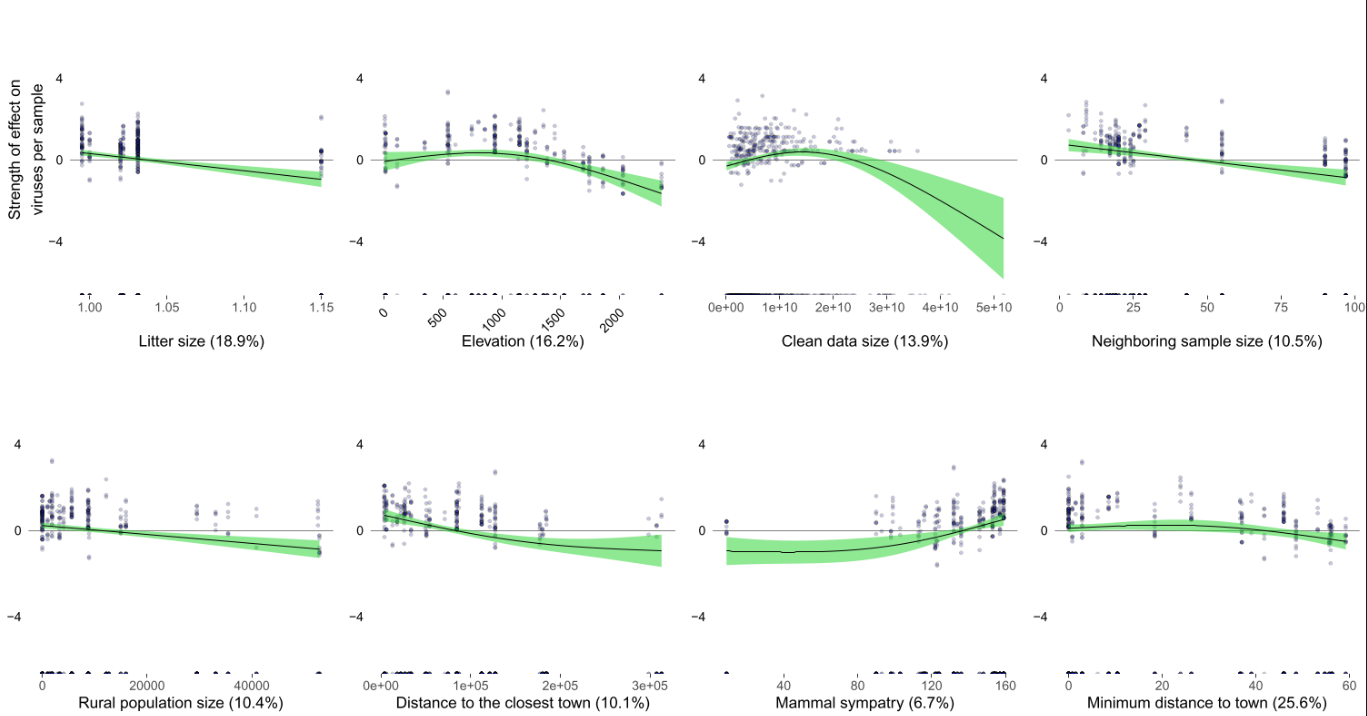 Strength of effect on
viruses per sample
4
0
−4
1.00 1.05 1.10 1.15
Litter size (18.9%)
4
0
−4
0 500 1000 1500 2000
Elevation (16.2%)
4
0
−4
0e+00 1e+10 2e+10 3e+10 4e+10 5e+10
Clean data size (13.9%)
4
0
−4
0 25 50 75 100
Neighboring sample size (10.5%)
4
0
−4
0 20000 40000
Rural population size (10.4%)
4
0
−4
0e+00 1e+05 2e+05 3e+05
Distance to the closest town (10.1%)
4
0
−4
40 80 120 160
Mammal sympatry (6.7%)
4
0
−4
0 20 40 60
Minimum distance to town (25.6%)